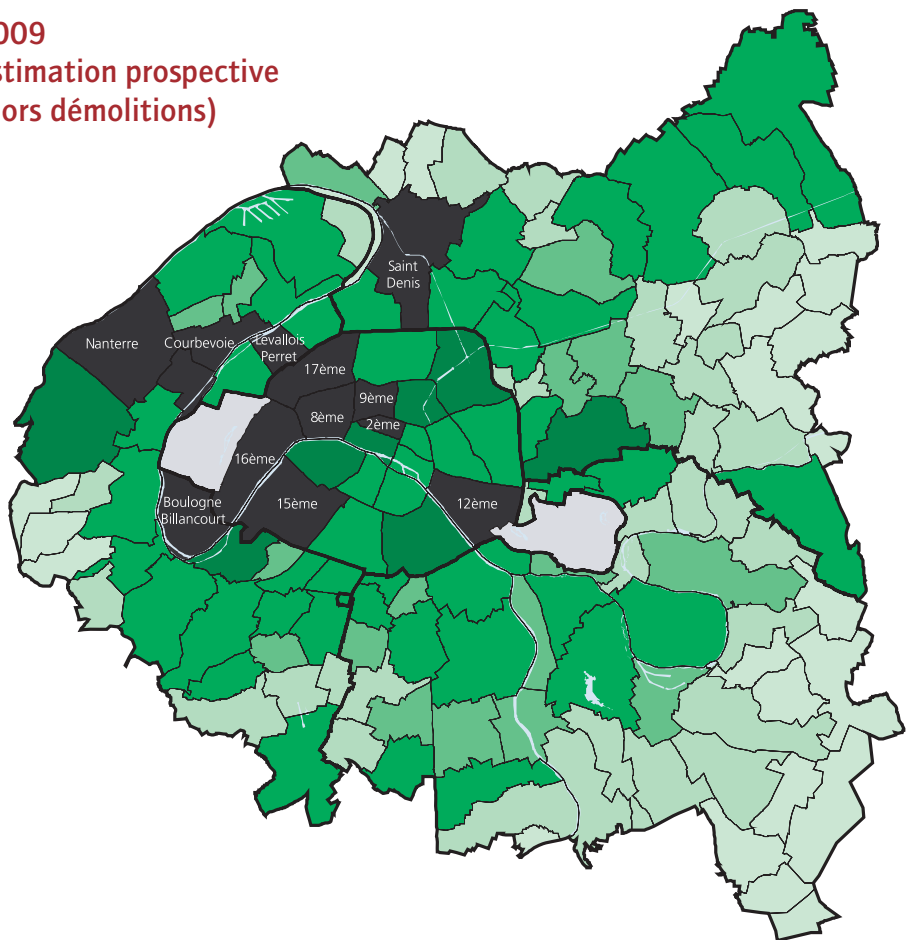 009
stimation prospective
ors démolitions)
Saint
Denis
Nanterre
Courbevoie
Levallois
Perret
17ème
9ème
8ème
2ème
16ème
Boulogne
Billancourt
15ème
12ème